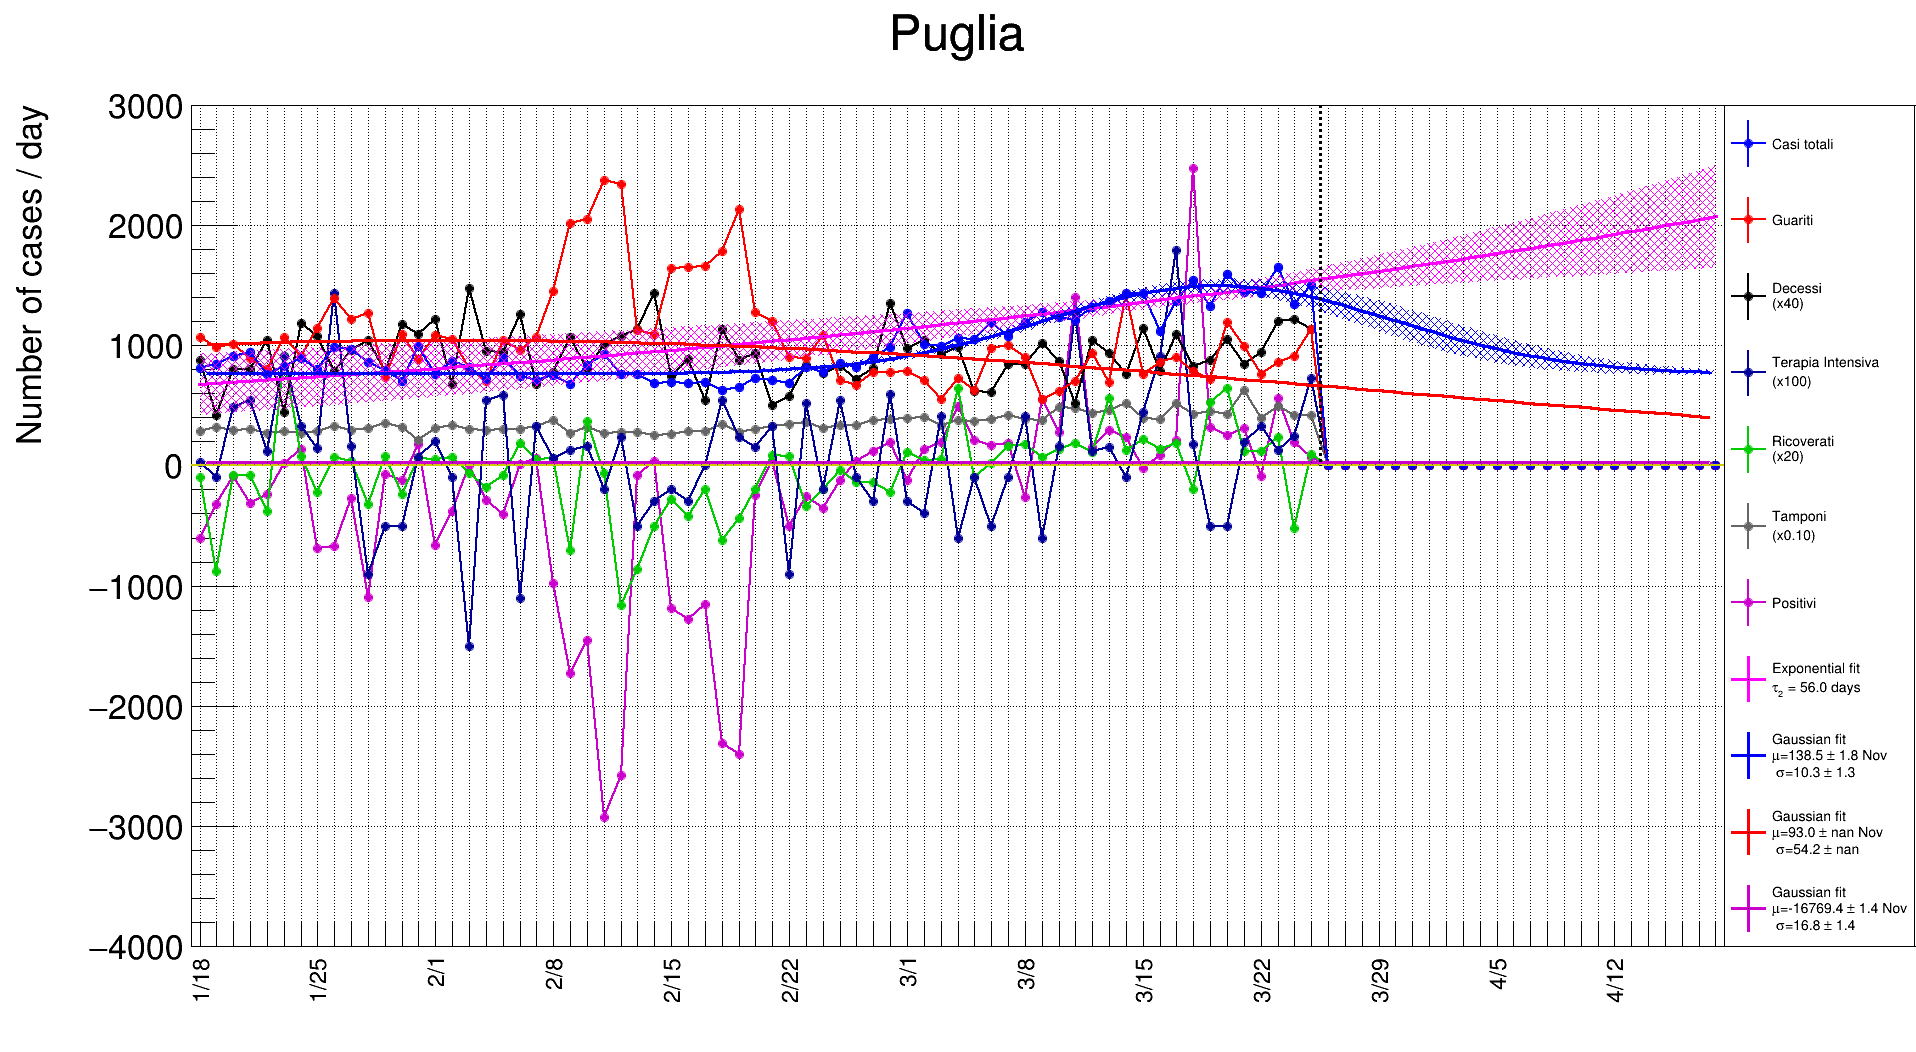 Puglia
Number of cases / day
3000
2000
1000
0
−1000
−2000
−3000
−4000
1/18
1/25
2/1
2/8
2/15
2/22
3/1
3/8
3/15
3/22
3/29
4/5
4/12
Casi totali
Guariti
Decessi
(x40)
Terapia Intensiva
(x100)
Ricoverati
(x20)
Tamponi
(x0.10)
Positivi
Exponential fit
τ2 = 56.0 days
Gaussian fit
μ=138.5 ± 1.8 Nov
σ=10.3 ± 1.3
Gaussian fit
μ=93.0 ± nan Nov
σ=54.2 ± nan
Gaussian fit
μ=-16769.4 ± 1.4 Nov
σ=16.8 ± 1.4